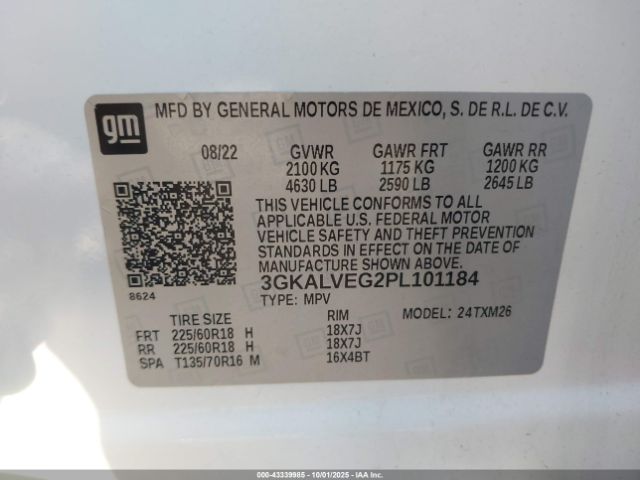 gm
MFD BY GENERAL MOTORS DE MEXICO, S. DE R.L. DE C.V.
08/22 GVWR GAWR FRT GAWR RR
2100 KG 1175 KG 1200 KG
4630 LB 2590 LB 2645 LB
THIS VEHICLE CONFORMS TO ALL
APPLICABLE U.S. FEDERAL MOTOR
VEHICLE SAFETY AND THEFT PREVENTION
STANDARDS IN EFFECT ON THE DATE OF
MANUFACTURE SHOWN ABOVE.
3GKALVEG2PL101184
8624
TYPE: MPV MODEL: 24TXM26
TIRE SIZE RIM
FRT 225/60R18 H 18X7J
RR 225/60R18 H 18X7J
SPA T135/70R16 M 16X4BT
000-43339985 - 10/01/2025 - IAA Inc.